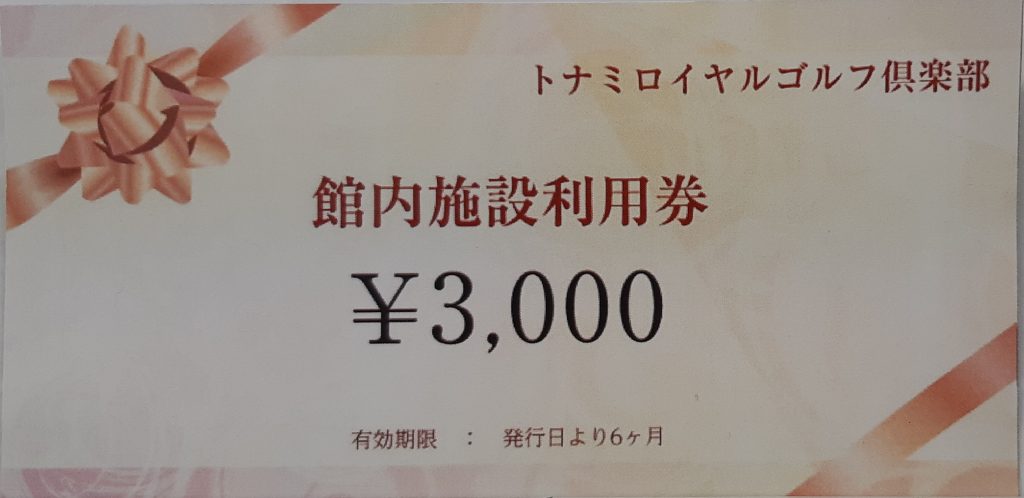 トナミロイヤルゴルフ倶楽部
館内施設利用券
¥3,000
有効期限 : 発行日より6ヶ月